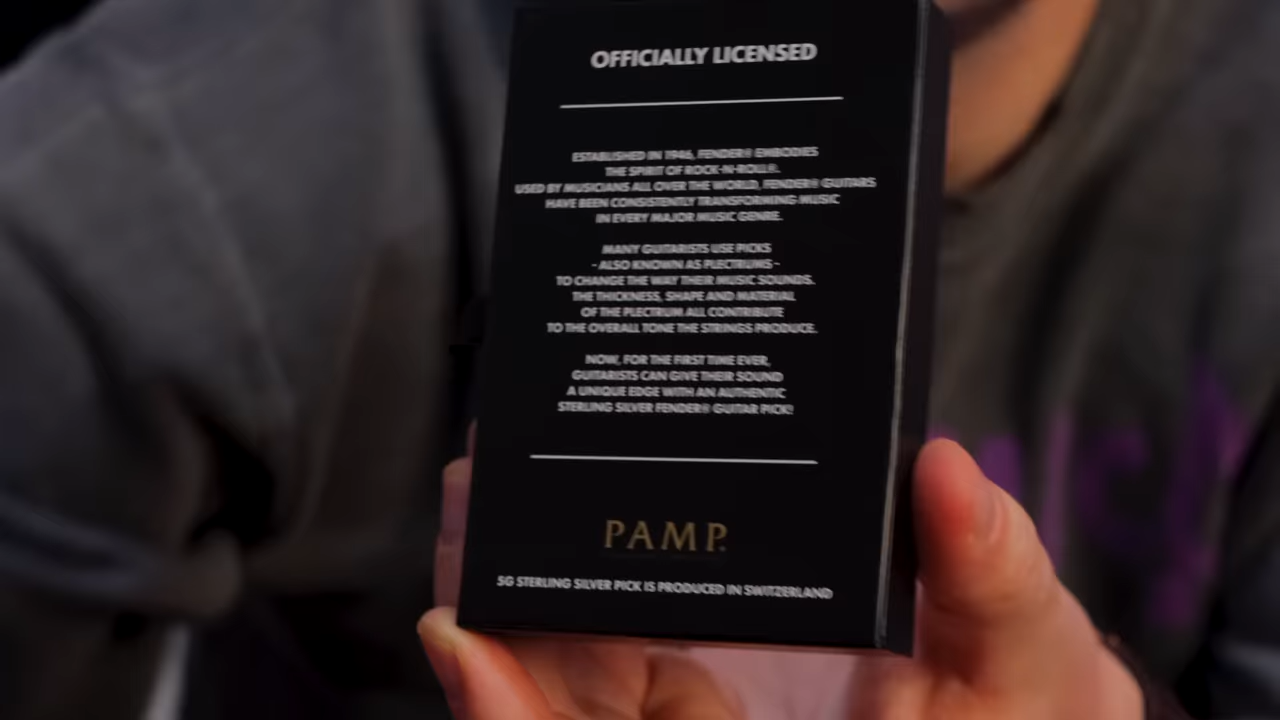 OFFICIALLY LICENSED
ESTABLISHED IN 1946, FENDER® EMBODIES
THE SPIRIT OF ROCK-N-ROLL®.
USED BY MUSICIANS ALL OVER THE WORLD, FENDER® GUITARS
HAVE BEEN CONSISTENTLY TRANSFORMING MUSIC
IN EVERY MAJOR MUSIC GENRE.
MANY GUITARISTS USE PICKS
- ALSO KNOWN AS PLECTRUMS -
TO CHANGE THE WAY THEIR MUSIC SOUNDS.
THE THICKNESS, SHAPE AND MATERIAL
OF THE PLECTRUM ALL CONTRIBUTE
TO THE OVERALL TONE THE STRINGS PRODUCE.
NOW, FOR THE FIRST TIME EVER,
GUITARISTS CAN GIVE THEIR SOUND
A UNIQUE EDGE WITH AN AUTHENTIC
STERLING SILVER FENDER® GUITAR PICK!
PAMP.
5G STERLING SILVER PICK IS PRODUCED IN SWITZERLAND